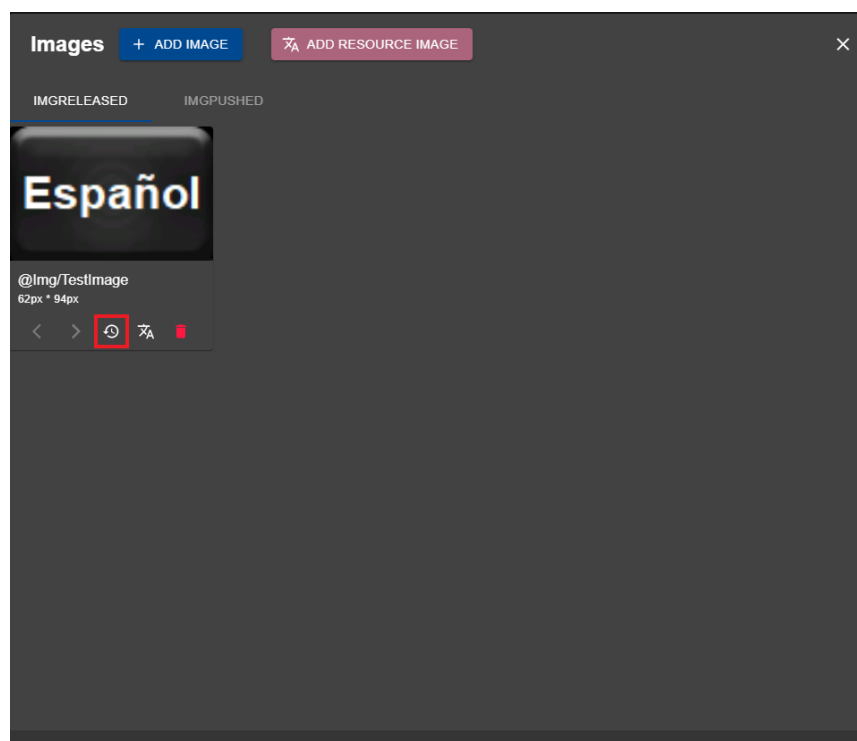 Images
+ ADD IMAGE
ADD RESOURCE IMAGE
IMGRELEASED
IMGPUSHED
Español
@Img/TestImage
62px * 94px